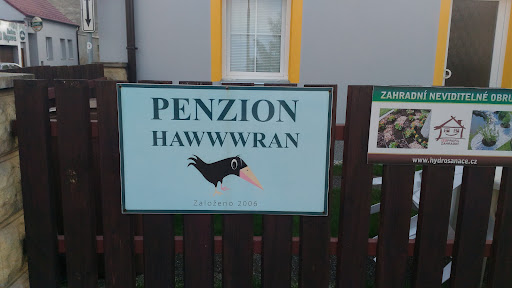 PENZION
HAWWWRAN
Založeno 2006
ZAHRADNÍ NEVIDITELNÉ OBRU
www.hydrosanace.cz